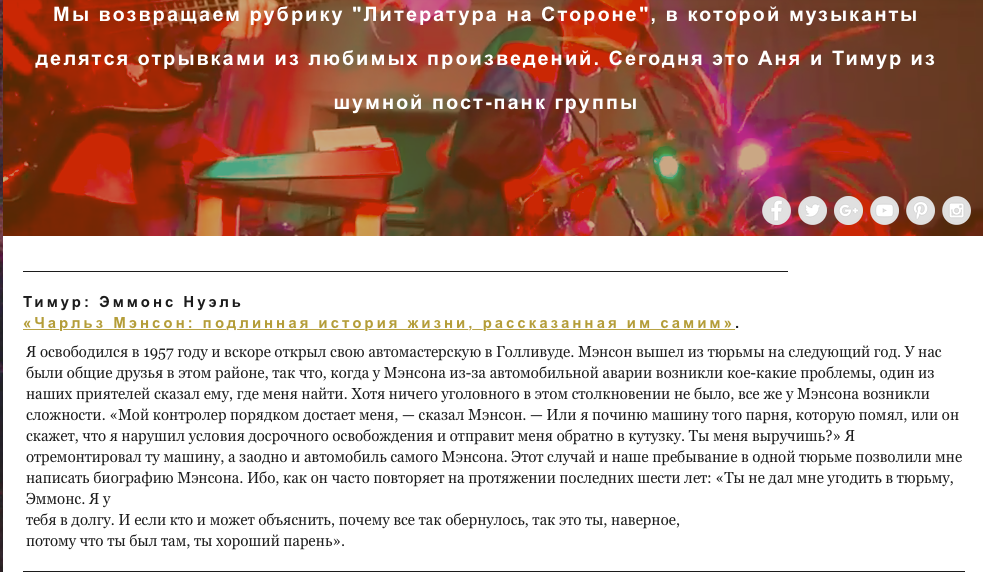 Мы возвращаем рубрику "Литература на Стороне", в которой музыканты
делятся отрывками из любимых произведений. Сегодня это Аня и Тимур из
шумной пост-панк группы
Тимур: Эммонс Нуэль
«Чарльз Мэнсон: подлинная история жизни, рассказанная им самим».
Я освободился в 1957 году и вскоре открыл свою автомастерскую в Голливуде. Мэнсон вышел из тюрьмы на следующий год. У нас
были общие друзья в этом районе, так что, когда у Мэнсона из-за автомобильной аварии возникли кое-какие проблемы, один из
наших приятелей сказал ему, где меня найти. Хотя ничего уголовного в этом столкновении не было, все же у Мэнсона возникли
сложности. «Мой контролер порядком достает меня, — сказал Мэнсон. — Или я починю машину того парня, которую помял, или он
скажет, что я нарушил условия досрочного освобождения и отправит меня обратно в кутузку. Ты меня выручишь?» Я
отремонтировал ту машину, а заодно и автомобиль самого Мэнсона. Этот случай и наше пребывание в одной тюрьме позволили мне
написать биографию Мэнсона. Ибо, как он часто повторяет на протяжении последних шести лет: «Ты не дал мне угодить в тюрьму,
Эммонс. Я у
тебя в долгу. И если кто и может объяснить, почему все так обернулось, так это ты, наверное,
потому что ты был там, ты хороший парень».